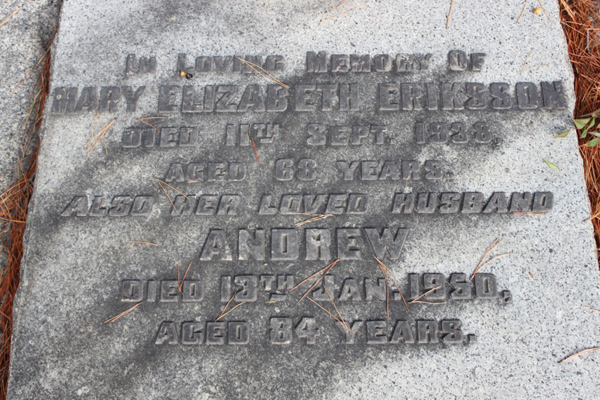 In Loving Memory Of
MARY ELIZABETH ERIKSSON
DIED 11TH SEPT. 1938,
AGED 68 YEARS.
ALSO HER LOVED HUSBAND
ANDREW
DIED 13TH JAN. 1950,
AGED 84 YEARS.